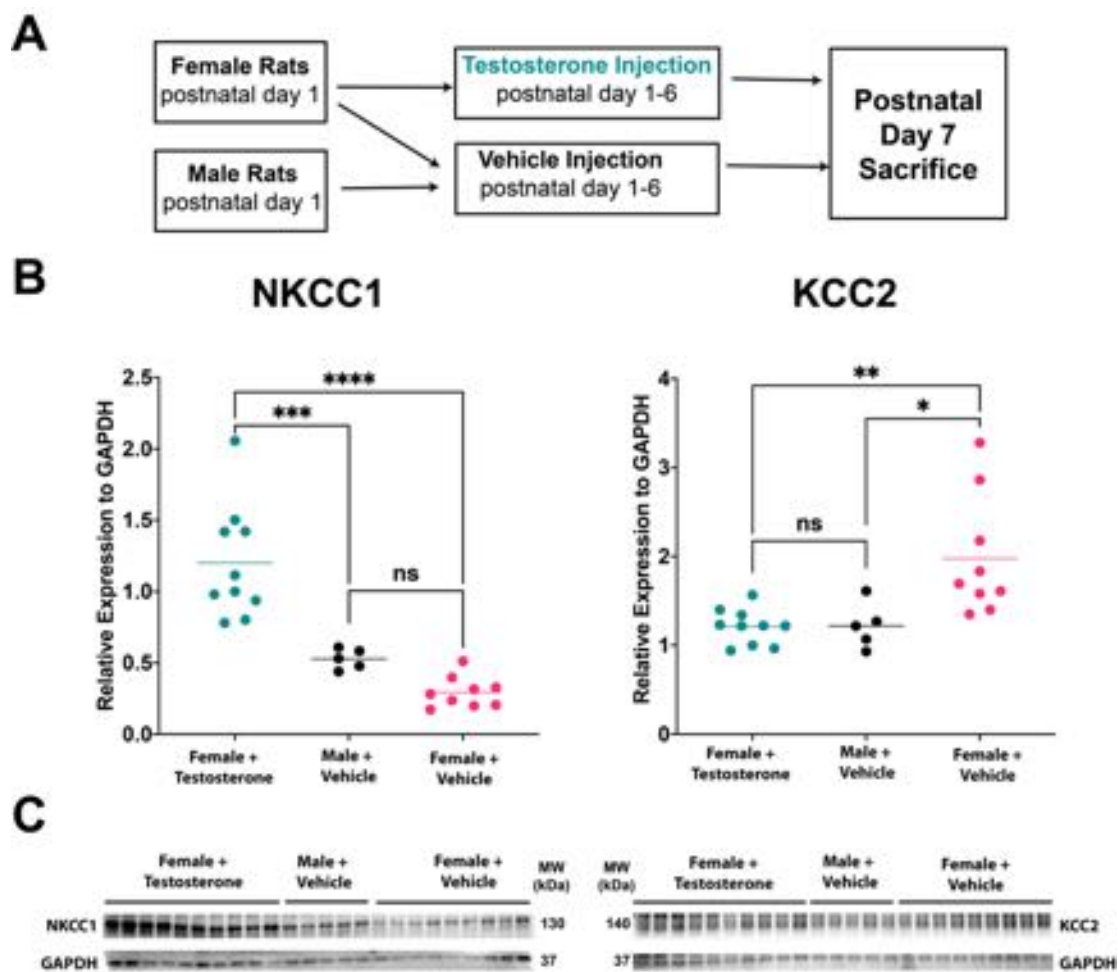 A
Female Rats
postnatal day 1
Testosterone Injection
postnatal day 1-6
Male Rats
postnatal day 1
Vehicle Injection
postnatal day 1-6
Postnatal
Day 7
Sacrifice
B
NKCC1
Relative Expression to GAPDH
2.5
2.0
1.5
1.0
0.5
0.0
****
***
ns
Female +
Testosterone
Male +
Vehicle
Female +
Vehicle
KCC2
Relative Expression to GAPDH
4
3
2
1
0
**
*
ns
Female +
Testosterone
Male +
Vehicle
Female +
Vehicle
C
Female +
Testosterone
Male +
Vehicle
Female +
Vehicle
MW
(kDa)
NKCC1
130
GAPDH
37
MW
(kDa)
Female +
Testosterone
Male +
Vehicle
Female +
Vehicle
140
KCC2
37
GAPDH